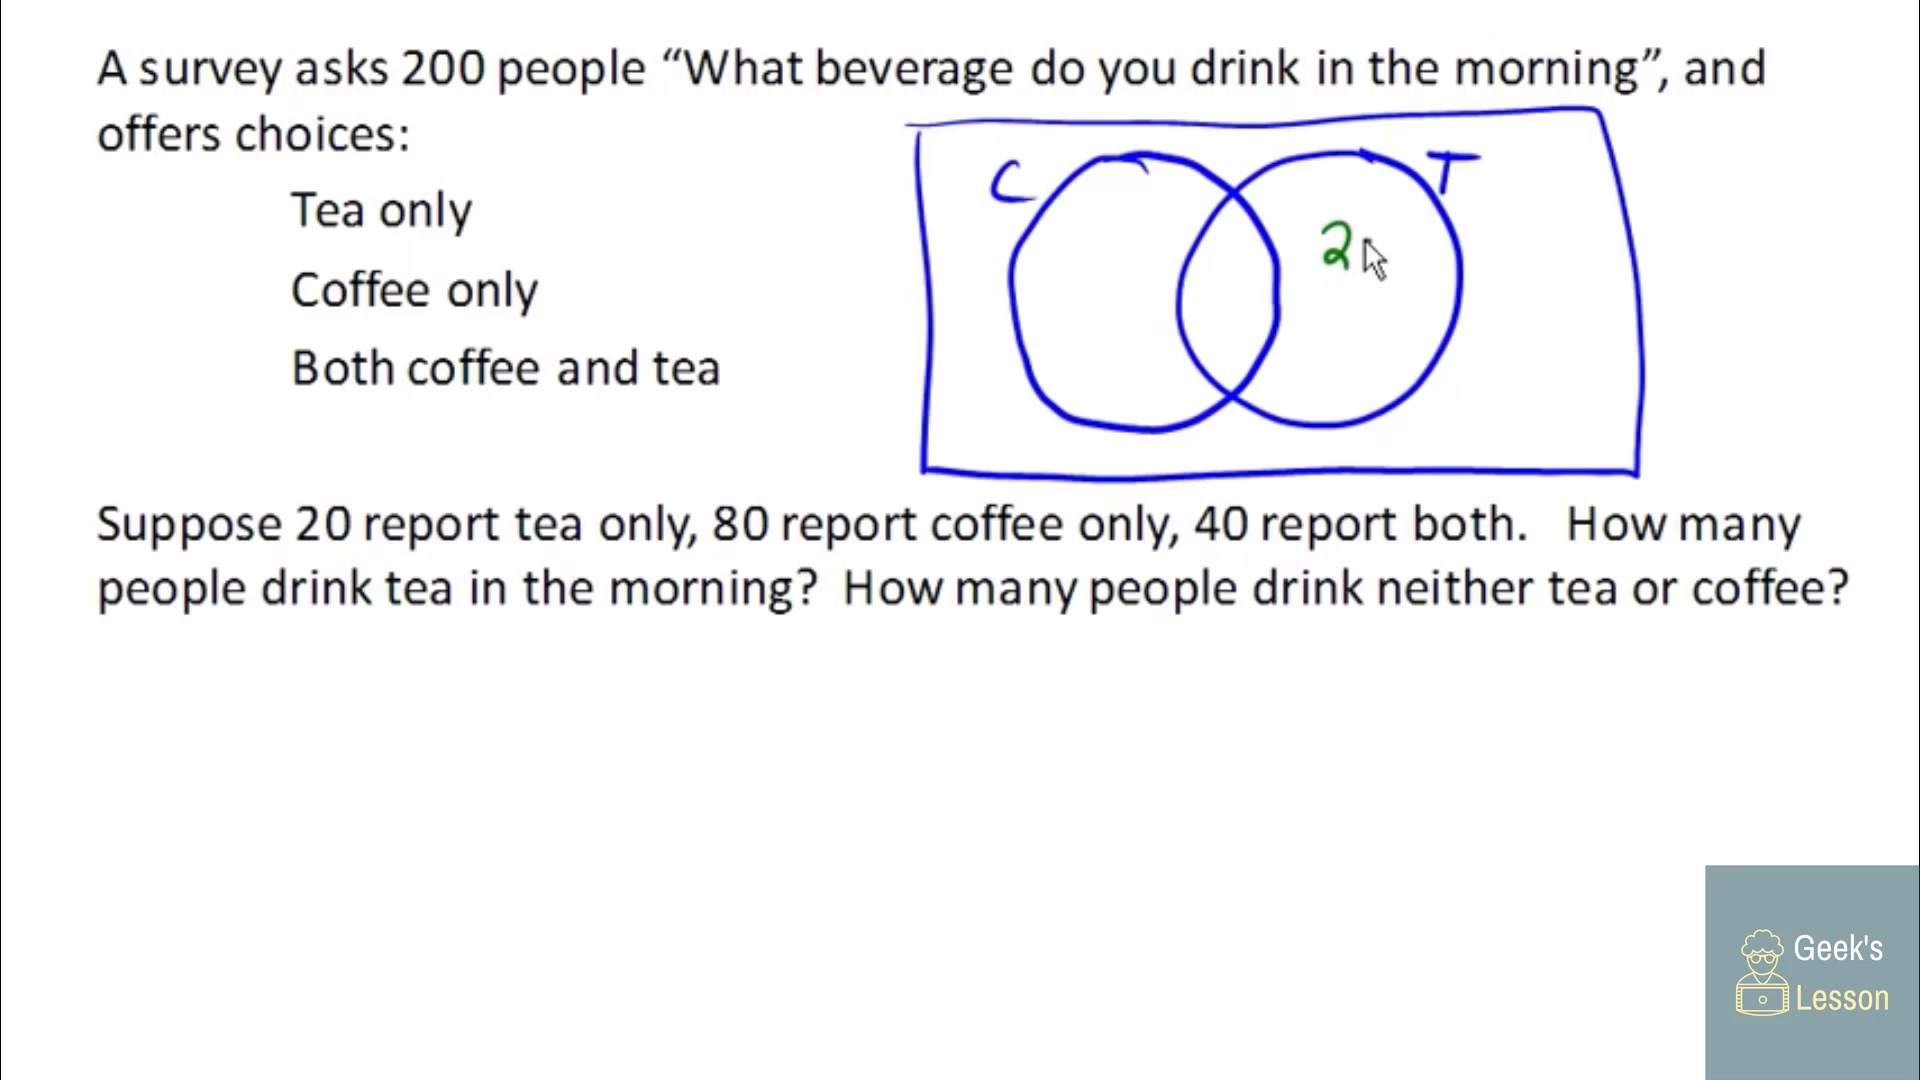 A survey asks 200 people “What beverage do you drink in the morning”, and
offers choices:
C
T
Tea only
2
Coffee only
Both coffee and tea
Suppose 20 report tea only, 80 report coffee only, 40 report both. How many
people drink tea in the morning? How many people drink neither tea or coffee?
Geek's
Lesson